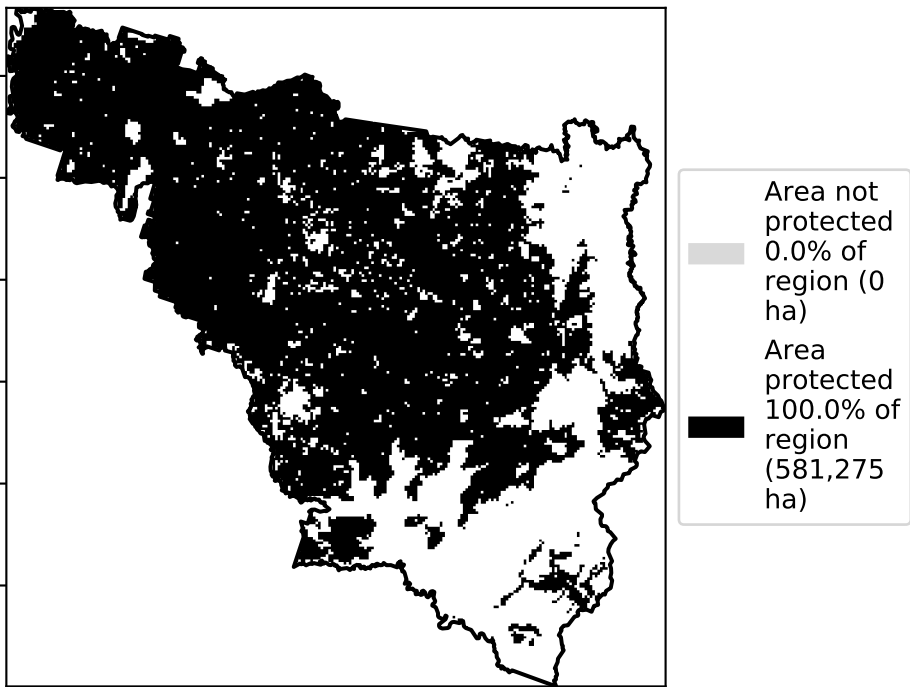 Area not
protected
0.0% of
region (0
ha)
Area
protected
100.0% of
region
(581,275
ha)